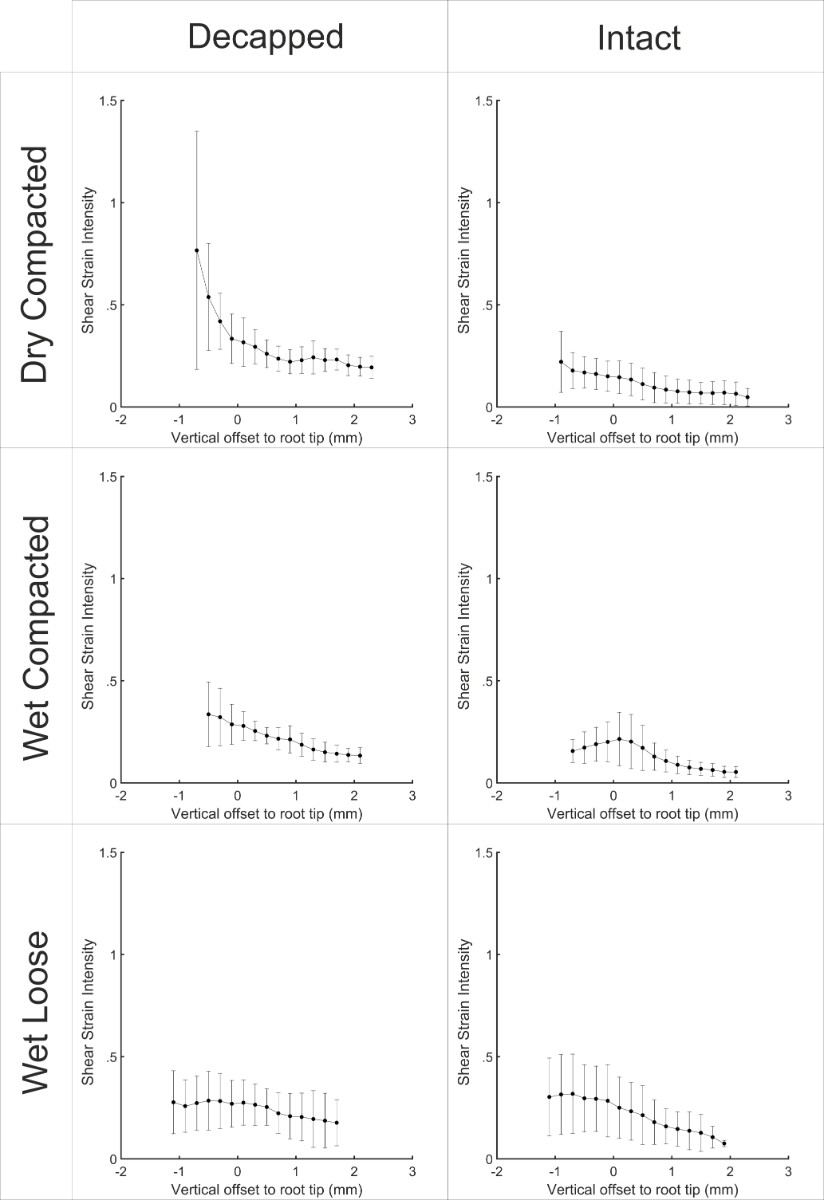 Decapped
Intact
Dry Compacted
Shear Strain Intensity
1.5
1
.5
0
-2 -1 0 1 2 3
Vertical offset to root tip (mm)
Shear Strain Intensity
1.5
1
.5
0
-2 -1 0 1 2 3
Vertical offset to root tip (mm)
Wet Compacted
Shear Strain Intensity
1.5
1
.5
0
-2 -1 0 1 2 3
Vertical offset to root tip (mm)
Shear Strain Intensity
1.5
1
.5
0
-2 -1 0 1 2 3
Vertical offset to root tip (mm)
Wet Loose
Shear Strain Intensity
1.5
1
.5
0
-2 -1 0 1 2 3
Vertical offset to root tip (mm)
Shear Strain Intensity
1.5
1
.5
0
-2 -1 0 1 2 3
Vertical offset to root tip (mm)